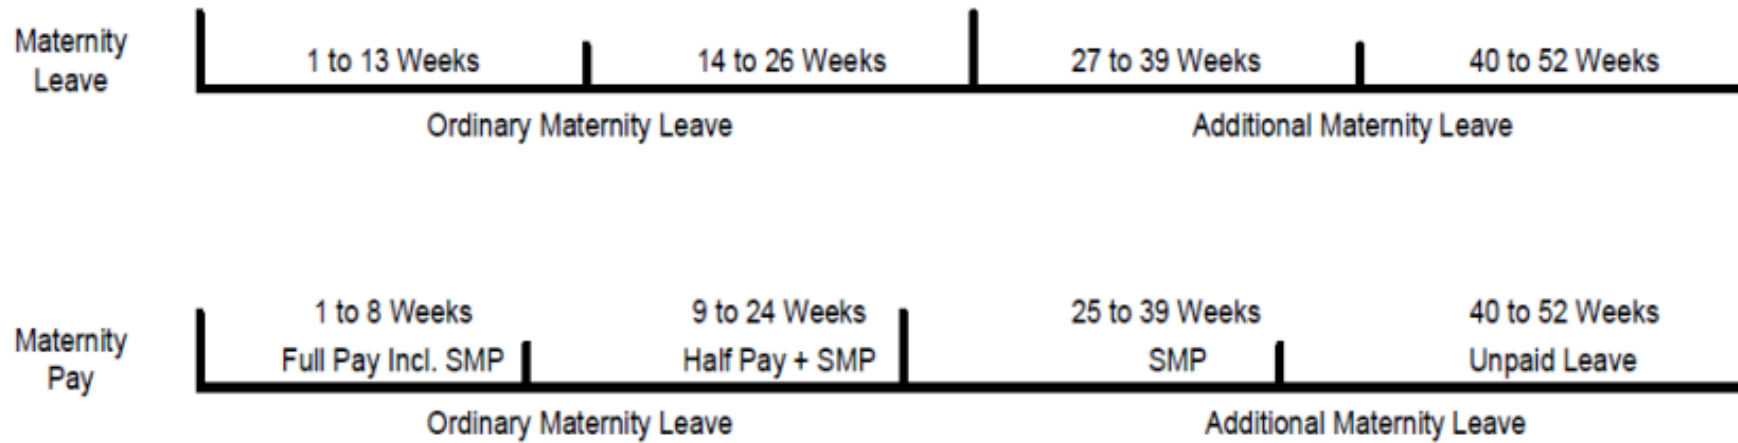 Maternity
Leave
1 to 13 Weeks
14 to 26 Weeks
27 to 39 Weeks
40 to 52 Weeks
Ordinary Maternity Leave
Additional Maternity Leave
Maternity
Pay
1 to 8 Weeks
Full Pay Incl. SMP
9 to 24 Weeks
Half Pay + SMP
25 to 39 Weeks
SMP
40 to 52 Weeks
Unpaid Leave
Ordinary Maternity Leave
Additional Maternity Leave